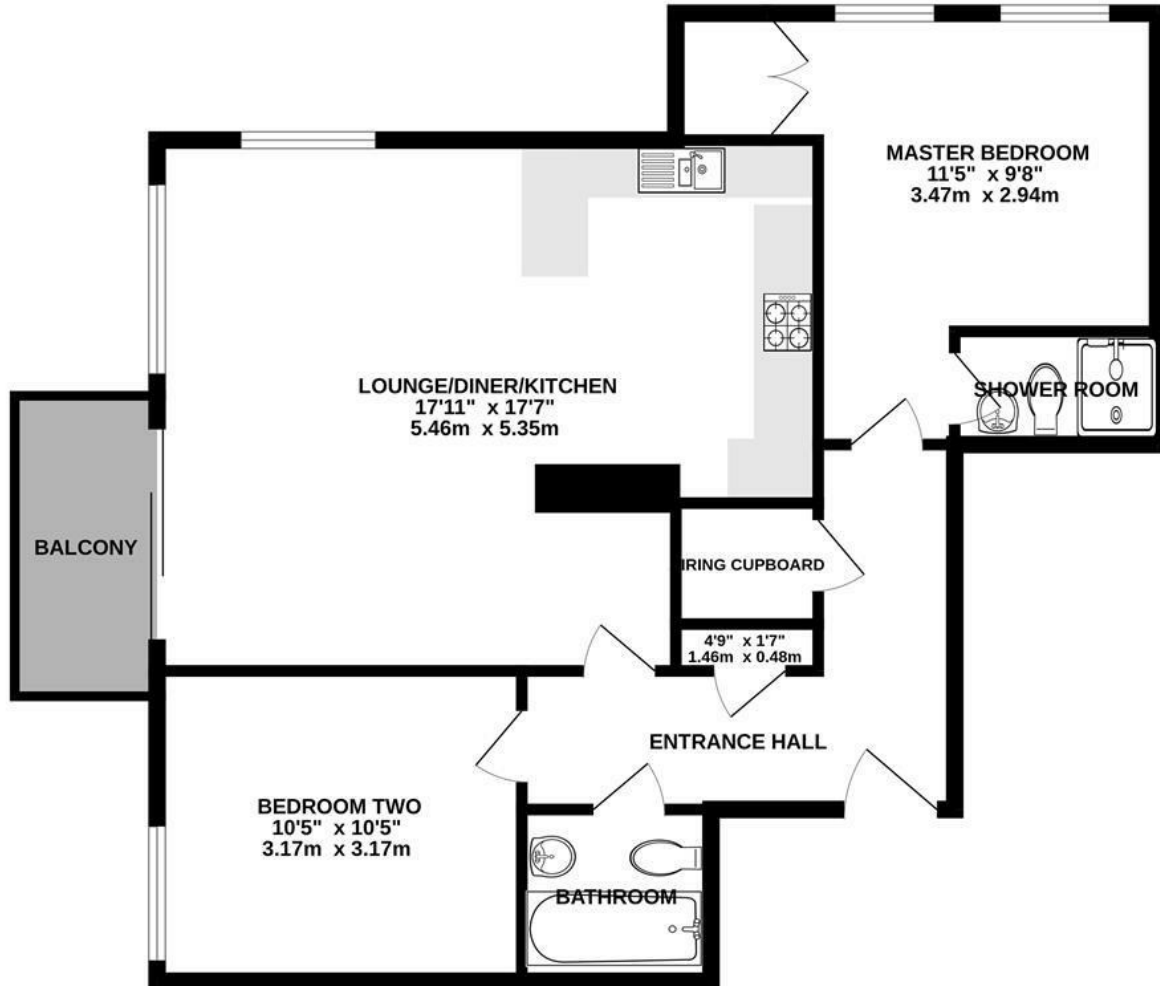 MASTER BEDROOM
11'5" x 9'8"
3.47m x 2.94m
SHOWER ROOM
LOUNGE/DINER/KITCHEN
17'11" x 17'7"
5.46m x 5.35m
BALCONY
IRING CUPBOARD
4'9" x 1'7"
1.46m x 0.48m
ENTRANCE HALL
BEDROOM TWO
10'5" x 10'5"
3.17m x 3.17m
BATHROOM